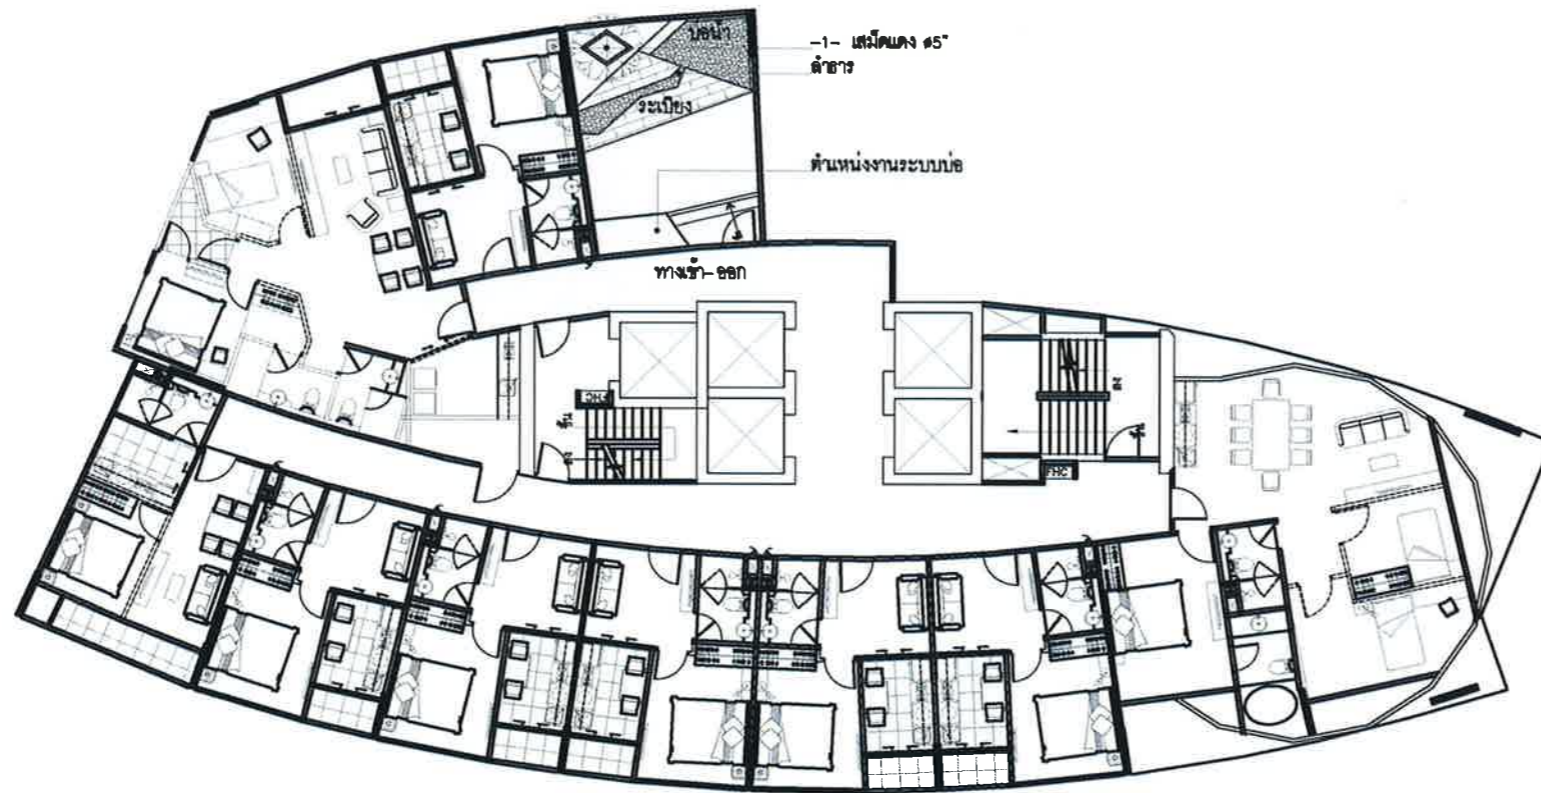 บ่อน้ำ
-1- เสม็ดแดง ø5"
ลำธาร
ระเบียง
ตำแหน่งงานระบบบ่อ
ทางเข้า-ออก
FHC
ขึ้น
ลง
ลง
ขึ้น
FHC